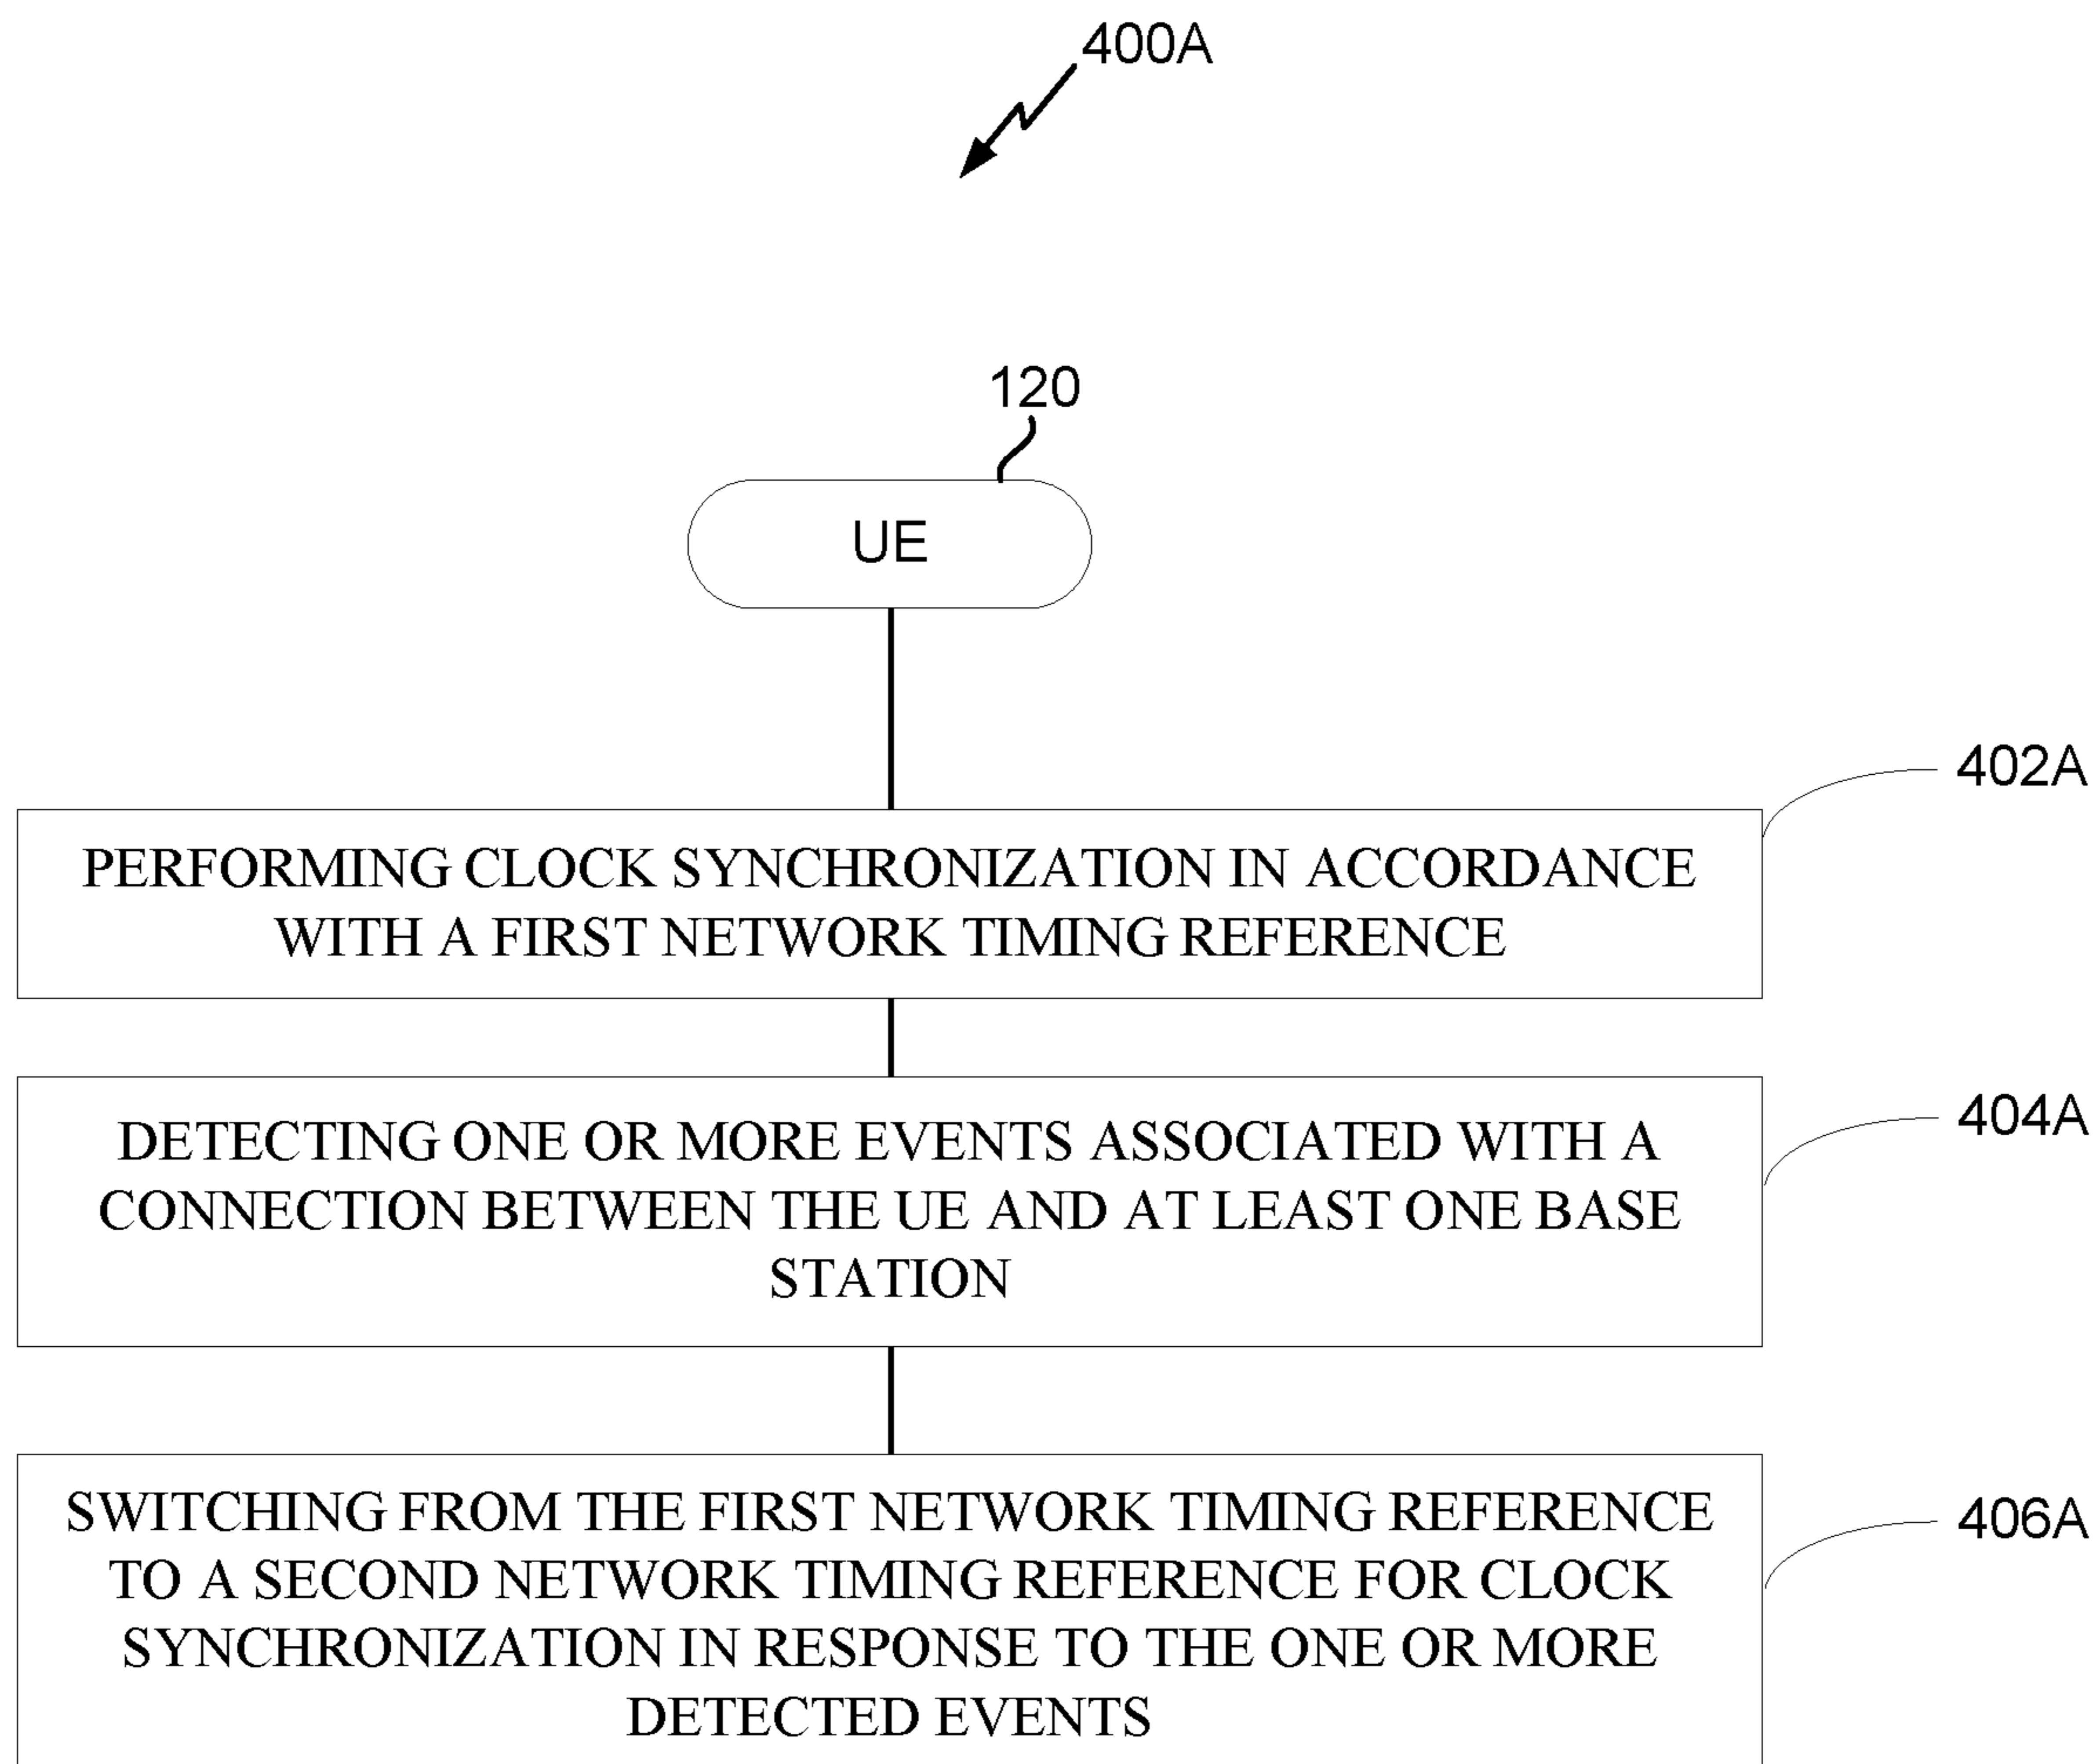 400A
120
UE
402A
PERFORMING CLOCK SYNCHRONIZATION IN ACCORDANCE
WITH A FIRST NETWORK TIMING REFERENCE
404A
DETECTING ONE OR MORE EVENTS ASSOCIATED WITH A
CONNECTION BETWEEN THE UE AND AT LEAST ONE BASE
STATION
406A
SWITCHING FROM THE FIRST NETWORK TIMING REFERENCE
TO A SECOND NETWORK TIMING REFERENCE FOR CLOCK
SYNCHRONIZATION IN RESPONSE TO THE ONE OR MORE
DETECTED EVENTS